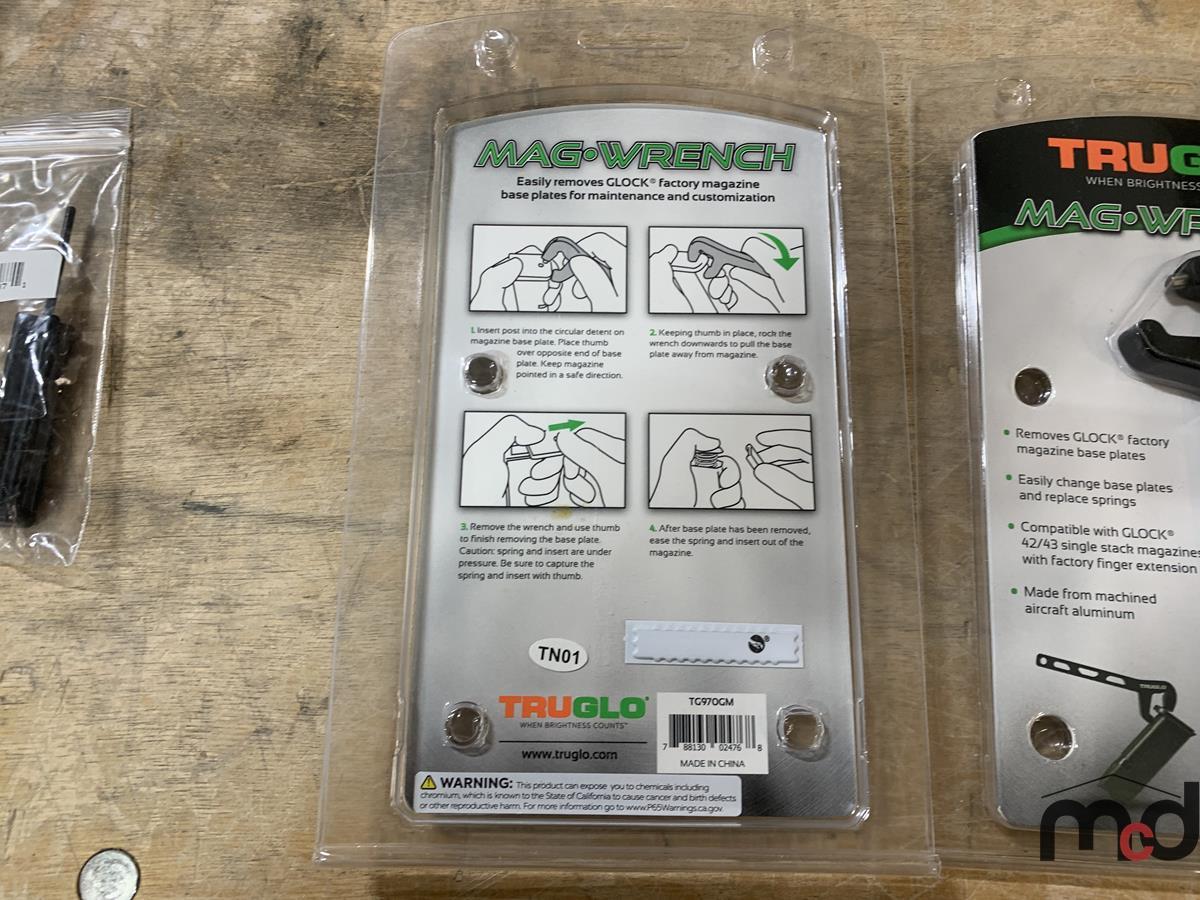 MAG•WRENCH
Easily removes GLOCK® factory magazine
base plates for maintenance and customization
1. Insert post into the circular detent on
magazine base plate. Place thumb
over opposite end of base
plate. Keep magazine
pointed in a safe direction.
2. Keeping thumb in place, rock the
wrench downwards to pull the base
plate away from magazine.
3. Remove the wrench and use thumb
to finish removing the base plate.
Caution: spring and insert are under
pressure. Be sure to capture the
spring and insert with thumb.
4. After base plate has been removed,
ease the spring and insert out of the
magazine.
TN01
TRUGLO®
WHEN BRIGHTNESS COUNTS™
www.truglo.com
TG970GM
7 88130 02476 8
MADE IN CHINA
WARNING: This product can expose you to chemicals including
chromium, which is known to the State of California to cause cancer and birth defects
or other reproductive harm. For more information go to www.P65Warnings.ca.gov
TRUG
WHEN BRIGHTNESS
MAG•WR
• Removes GLOCK® factory
magazine base plates
• Easily change base plates
and replace springs
• Compatible with GLOCK®
42/43 single stack magazines
with factory finger extension
• Made from machined
aircraft aluminum
TRUGLO
mcd